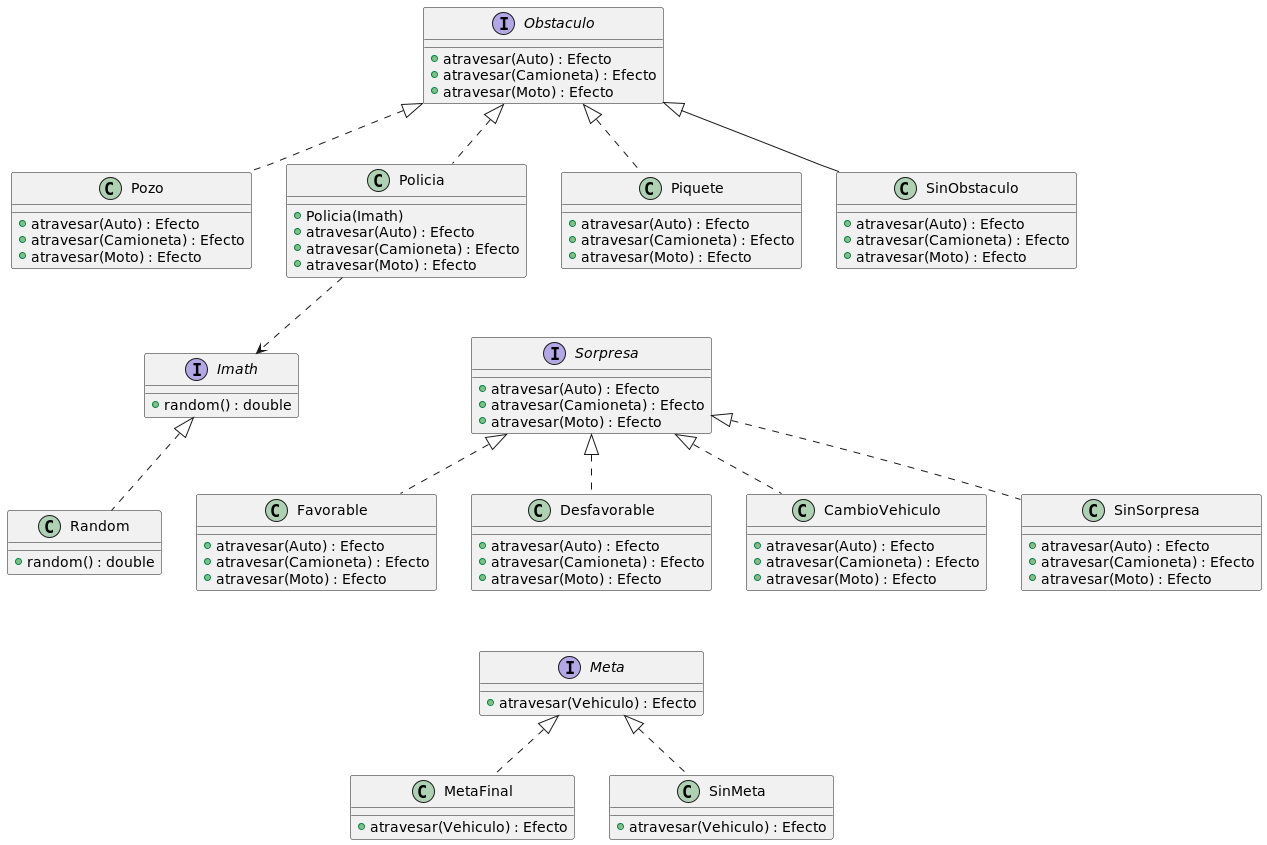 I Obstaculo
atravesar(Auto) : Efecto
atravesar(Camioneta) : Efecto
atravesar(Moto) : Efecto
C Pozo
atravesar(Auto) : Efecto
atravesar(Camioneta) : Efecto
atravesar(Moto) : Efecto
C Policia
Policia(Imath)
atravesar(Auto) : Efecto
atravesar(Camioneta) : Efecto
atravesar(Moto) : Efecto
C Piquete
atravesar(Auto) : Efecto
atravesar(Camioneta) : Efecto
atravesar(Moto) : Efecto
C SinObstaculo
atravesar(Auto) : Efecto
atravesar(Camioneta) : Efecto
atravesar(Moto) : Efecto
I Imath
random() : double
I Sorpresa
atravesar(Auto) : Efecto
atravesar(Camioneta) : Efecto
atravesar(Moto) : Efecto
C Random
random() : double
C Favorable
atravesar(Auto) : Efecto
atravesar(Camioneta) : Efecto
atravesar(Moto) : Efecto
C Desfavorable
atravesar(Auto) : Efecto
atravesar(Camioneta) : Efecto
atravesar(Moto) : Efecto
C CambioVehiculo
atravesar(Auto) : Efecto
atravesar(Camioneta) : Efecto
atravesar(Moto) : Efecto
C SinSorpresa
atravesar(Auto) : Efecto
atravesar(Camioneta) : Efecto
atravesar(Moto) : Efecto
I Meta
atravesar(Vehiculo) : Efecto
C MetaFinal
atravesar(Vehiculo) : Efecto
C SinMeta
atravesar(Vehiculo) : Efecto